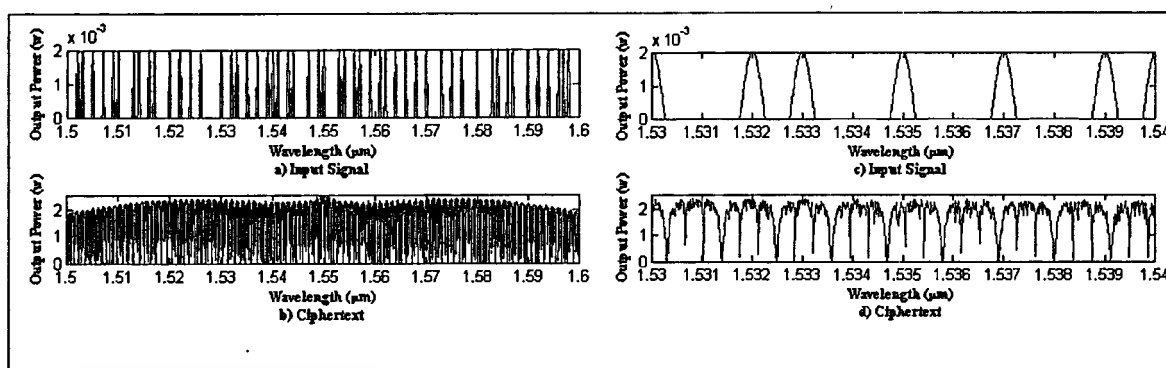 x 10⁻³
Output Power (w)
2
1
0
1.5 1.51 1.52 1.53 1.54 1.55 1.56 1.57 1.58 1.59 1.6
Wavelength (µm)
a) Input Signal
Output Power (w)
2
1
0
1.5 1.51 1.52 1.53 1.54 1.55 1.56 1.57 1.58 1.59 1.6
Wavelength (µm)
b) Ciphertext
x 10⁻³
Output Power (w)
2
1
0
1.53 1.531 1.532 1.533 1.534 1.535 1.536 1.537 1.538 1.539 1.54
Wavelength (µm)
c) Input Signal
Output Power (w)
2
1
0
1.53 1.531 1.532 1.533 1.534 1.535 1.536 1.537 1.538 1.539 1.54
Wavelength (µm)
d) Ciphertext